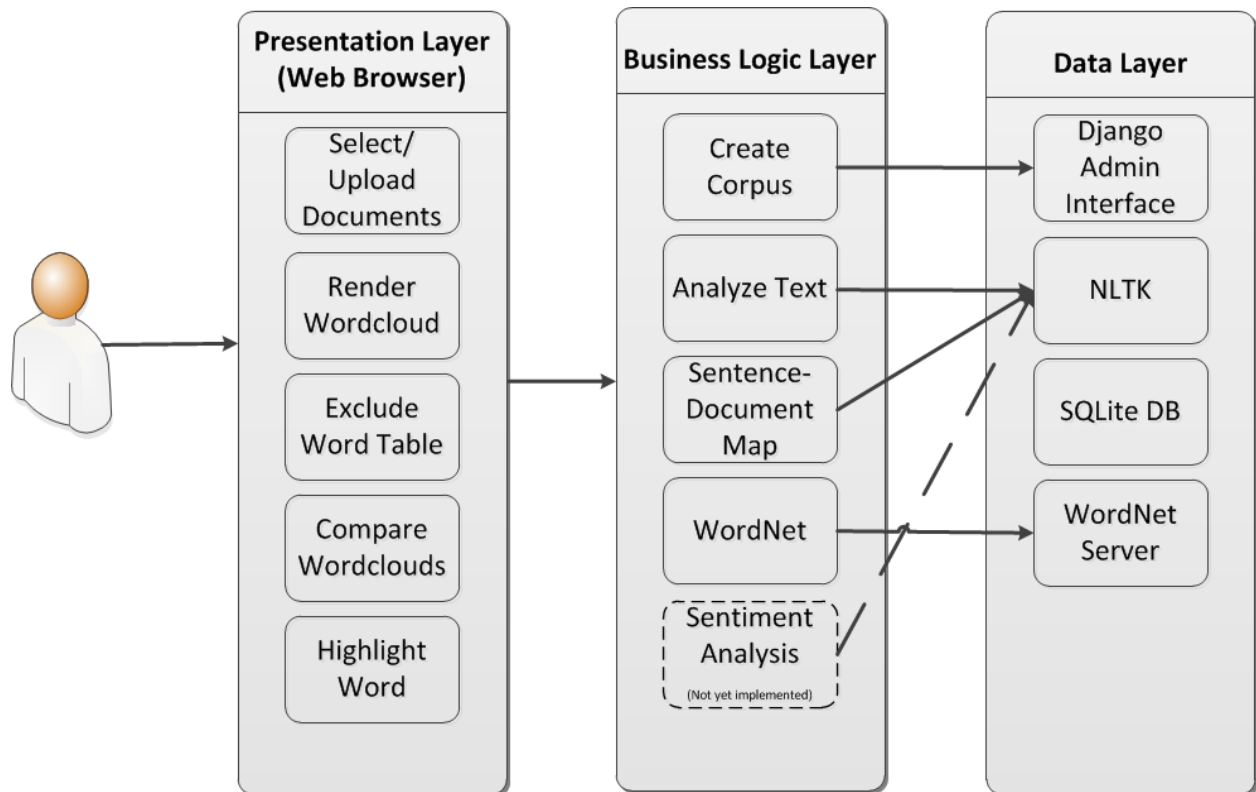 Presentation Layer
(Web Browser)
Select/
Upload
Documents
Render
Wordcloud
Exclude
Word Table
Compare
Wordclouds
Highlight
Word
Business Logic Layer
Create
Corpus
Analyze Text
Sentence-
Document
Map
WordNet
Sentiment
Analysis
(Not yet implemented)
Data Layer
Django
Admin
Interface
NLTK
SQLite DB
WordNet
Server